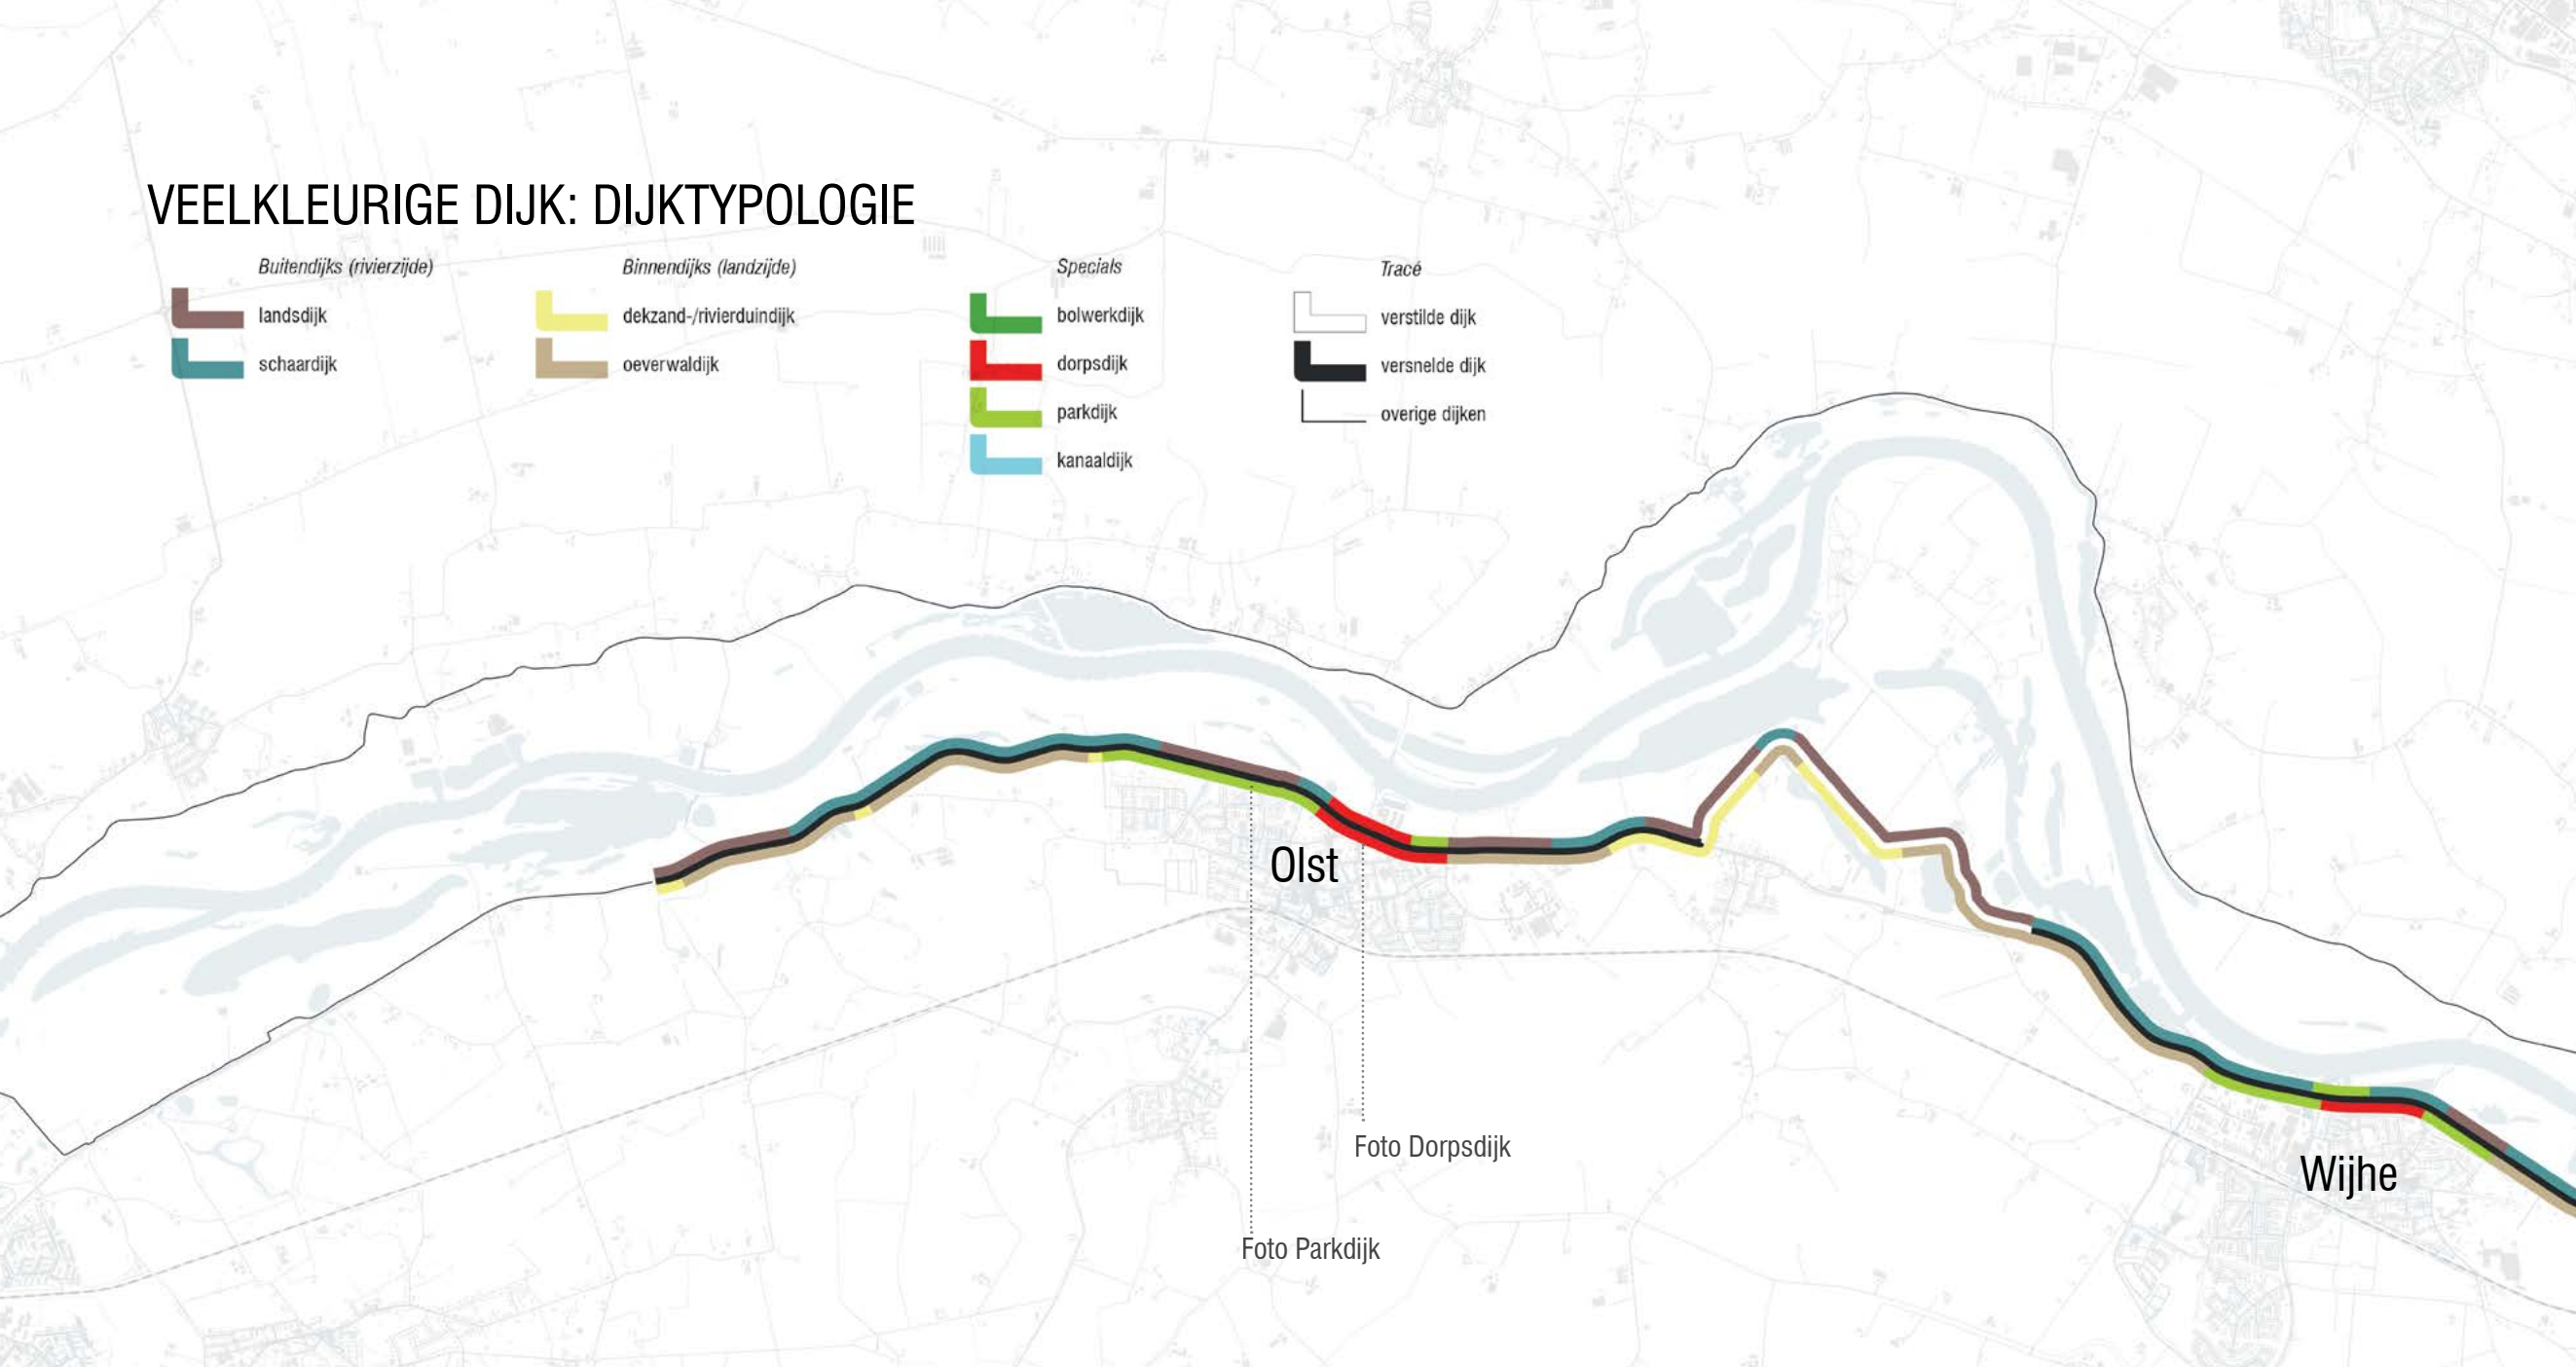 VEELKLEURIGE DIJK: DIJKTYPOLOGIE
Buitendijks (rivierzijde)
landsdijk
schaardijk
Binnendijks (landzijde)
dekzand-/rivierduindijk
oeverwaldijk
Specials
bolwerkdijk
dorpsdijk
parkdijk
kanaaldijk
Tracé
verstilde dijk
versnelde dijk
overige dijken
Olst
Foto Dorpsdijk
Wijhe
Foto Parkdijk